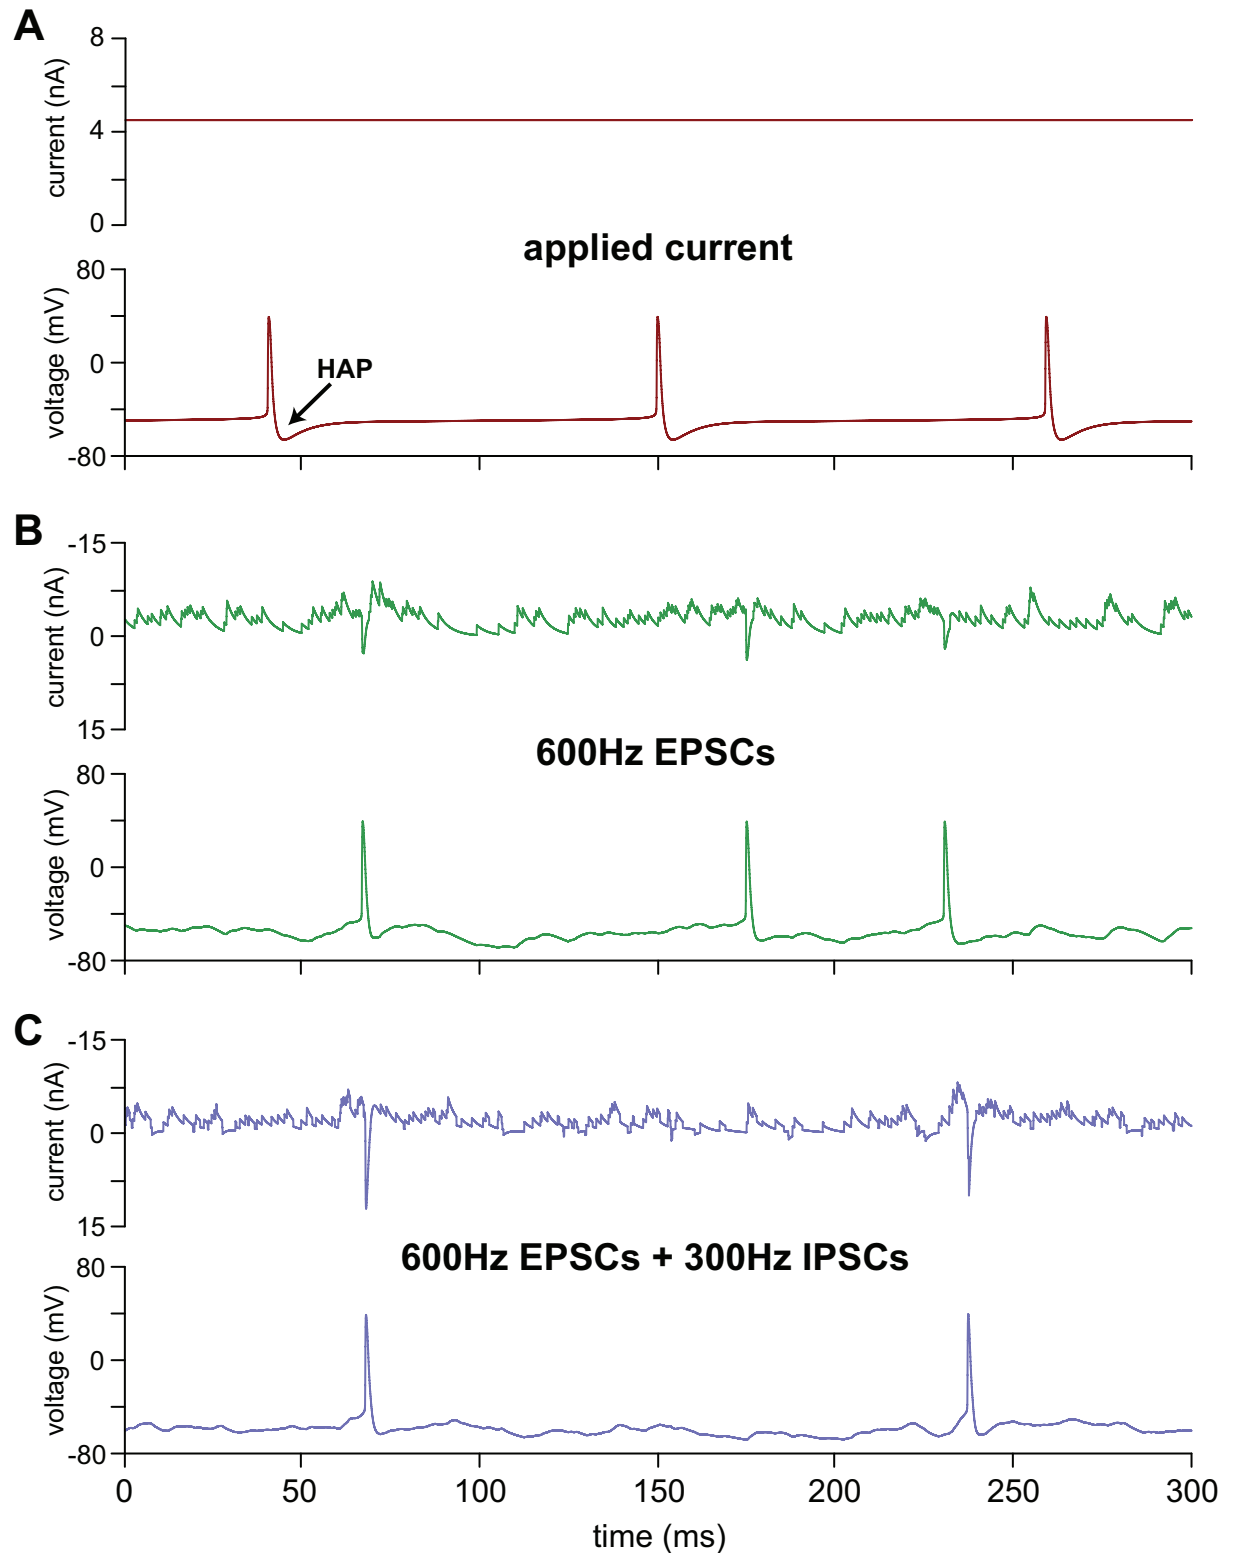 A
8
current (nA)
4
0
applied current
80
voltage (mV)
0
HAP
-80
B
-15
current (nA)
0
15
600Hz EPSCs
80
voltage (mV)
0
-80
C
-15
current (nA)
0
15
600Hz EPSCs + 300Hz IPSCs
80
voltage (mV)
0
-80
0 50 100 150 200 250 300
time (ms)